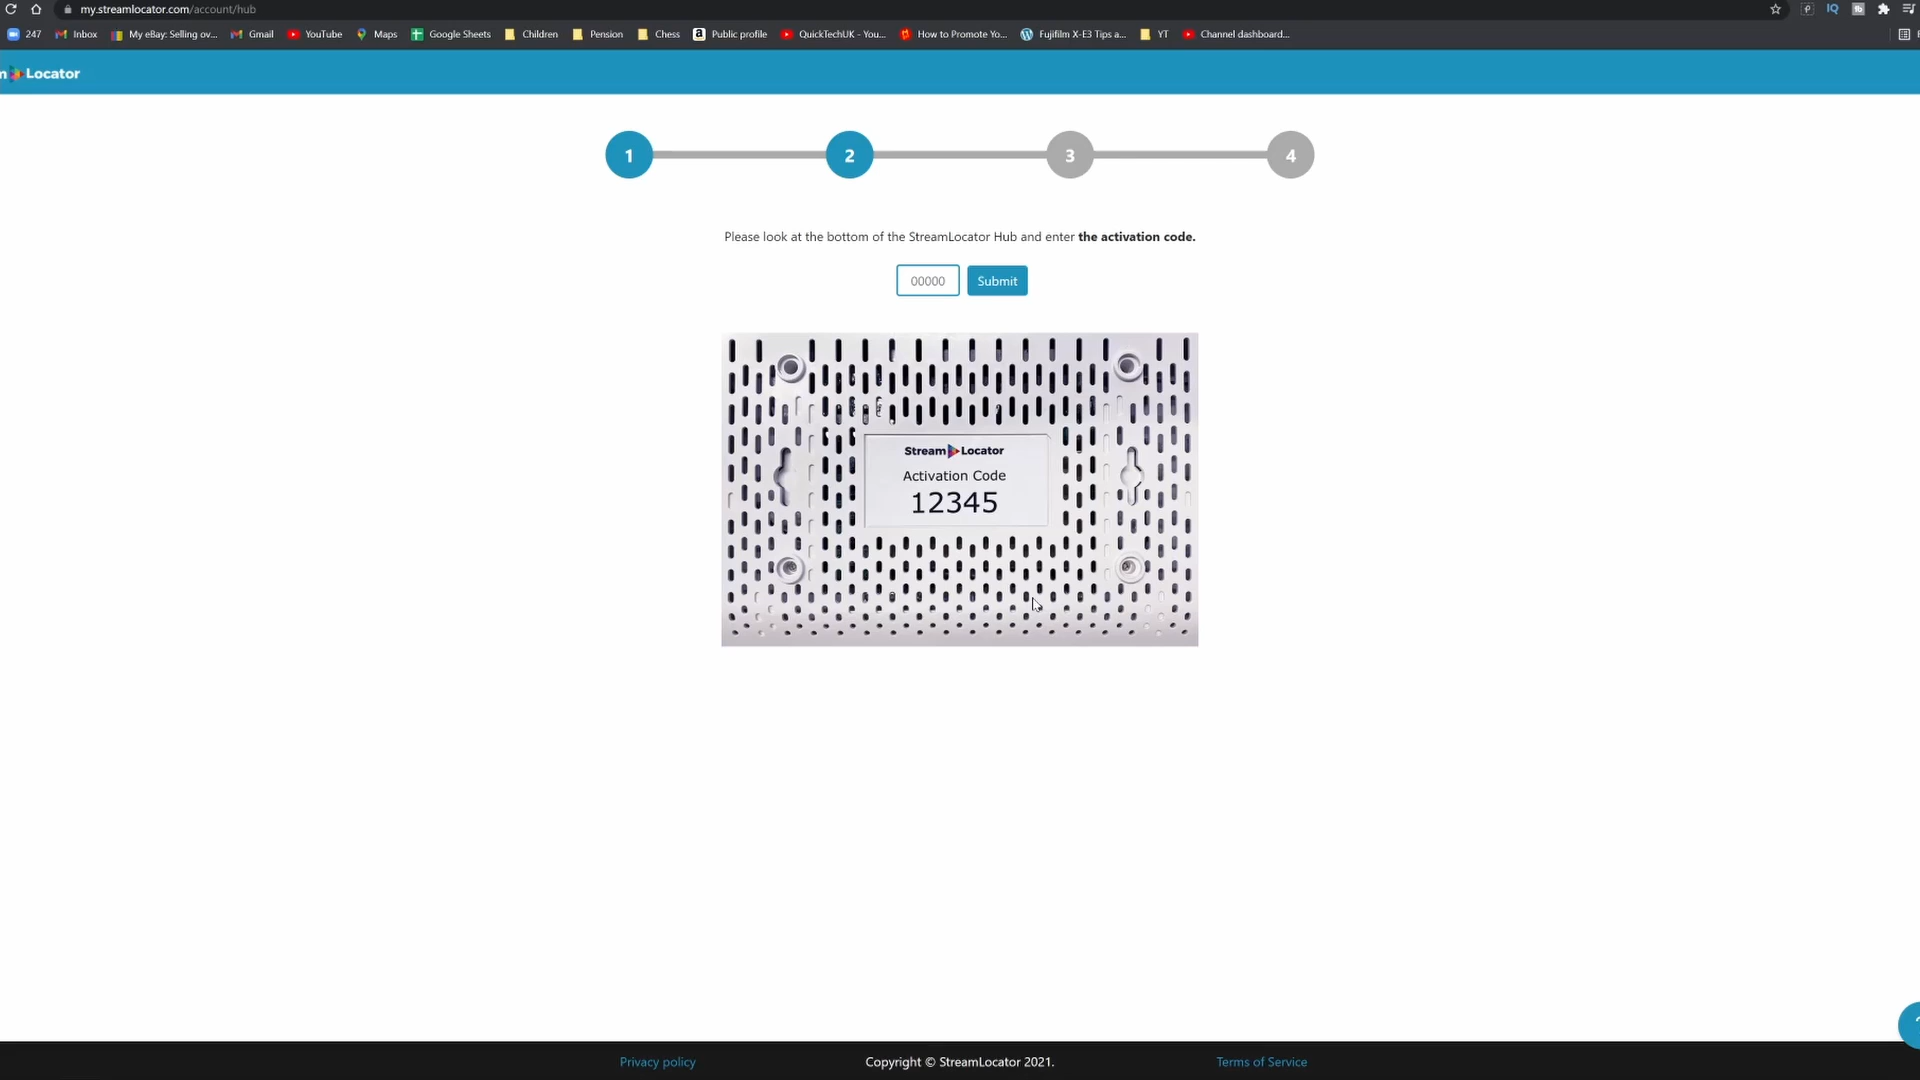 my.streamlocator.com/account/hub
247 Inbox My eBay: Selling ov... Gmail YouTube Maps Google Sheets Children Pension Chess Public profile QuickTechUK - You... How to Promote Yo... Fujifilm X-E3 Tips a... YT Channel dashboard...
Locator
1 2 3 4
Please look at the bottom of the StreamLocator Hub and enter the activation code.
00000 Submit
Stream Locator
Activation Code
12345
Privacy policy Copyright © StreamLocator 2021. Terms of Service